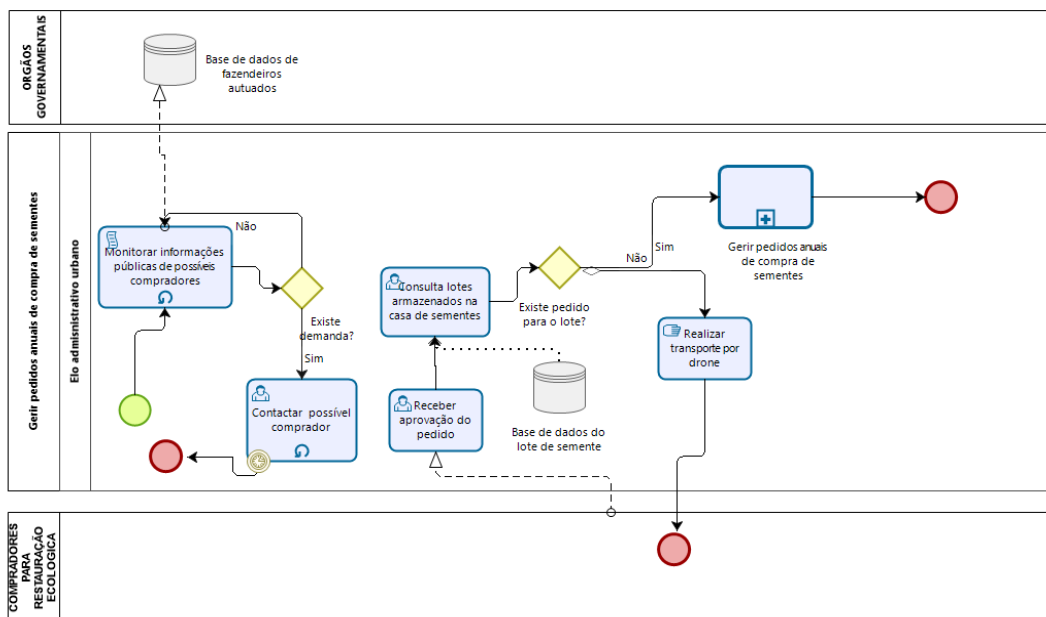 ORGÃOS
GOVERNAMENTAIS
Base de dados de
fazendeiros
autuados
Gerir pedidos anuais de compra de sementes
Elo admisnistrativo urbano
Monitorar informações
públicas de possíveis
compradores
Não
Existe
demanda?
Sim
Contactar possível
comprador
Consulta lotes
armazenados na
casa de sementes
Existe pedido
para o lote?
Sim
Não
Gerir pedidos anuais
de compra de
sementes
Realizar
transporte por
drone
Receber
aprovação do
pedido
Base de dados do
lote de semente
COMPRADORES
PARA
RESTAURAÇÃO
ECOLOGICA